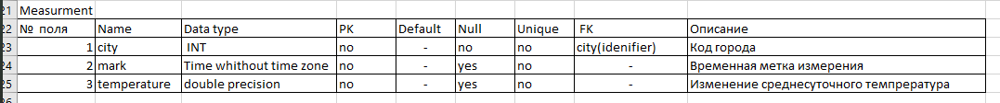 21 Measurment
22 № поля Name Data type PK Default Null Unique FK Описание
23 1 city INT no - no no city(idenifier) Код города
24 2 mark Time whithout time zone no - yes no - Временная метка измерения
25 3 temperature double precision no - yes no - Изменение среднесуточного темпрература